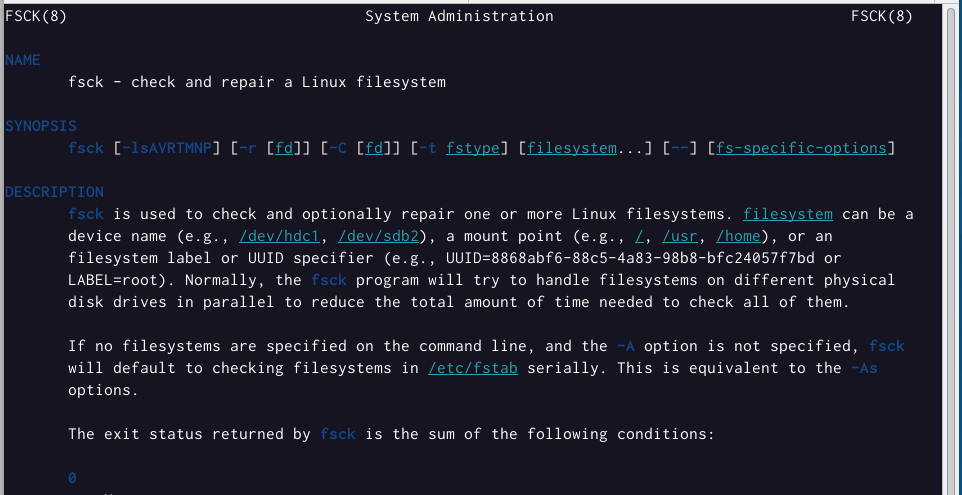 FSCK(8) System Administration FSCK(8)
NAME
fsck - check and repair a Linux filesystem
SYNOPSIS
fsck [-lsAVRTMNP] [-r [fd]] [-C [fd]] [-t fstype] [filesystem...] [--] [fs-specific-options]
DESCRIPTION
fsck is used to check and optionally repair one or more Linux filesystems. filesystem can be a
device name (e.g., /dev/hdc1, /dev/sdb2), a mount point (e.g., /, /usr, /home), or an
filesystem label or UUID specifier (e.g., UUID=8868abf6-88c5-4a83-98b8-bfc24057f7bd or
LABEL=root). Normally, the fsck program will try to handle filesystems on different physical
disk drives in parallel to reduce the total amount of time needed to check all of them.
If no filesystems are specified on the command line, and the -A option is not specified, fsck
will default to checking filesystems in /etc/fstab serially. This is equivalent to the -As
options.
The exit status returned by fsck is the sum of the following conditions:
0